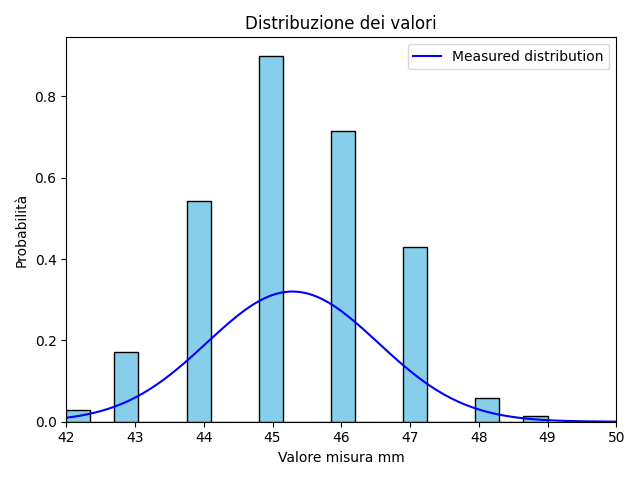 Distribuzione dei valori
Measured distribution
Probabilità
0.8
0.6
0.4
0.2
0.0
42 43 44 45 46 47 48 49 50
Valore misura mm